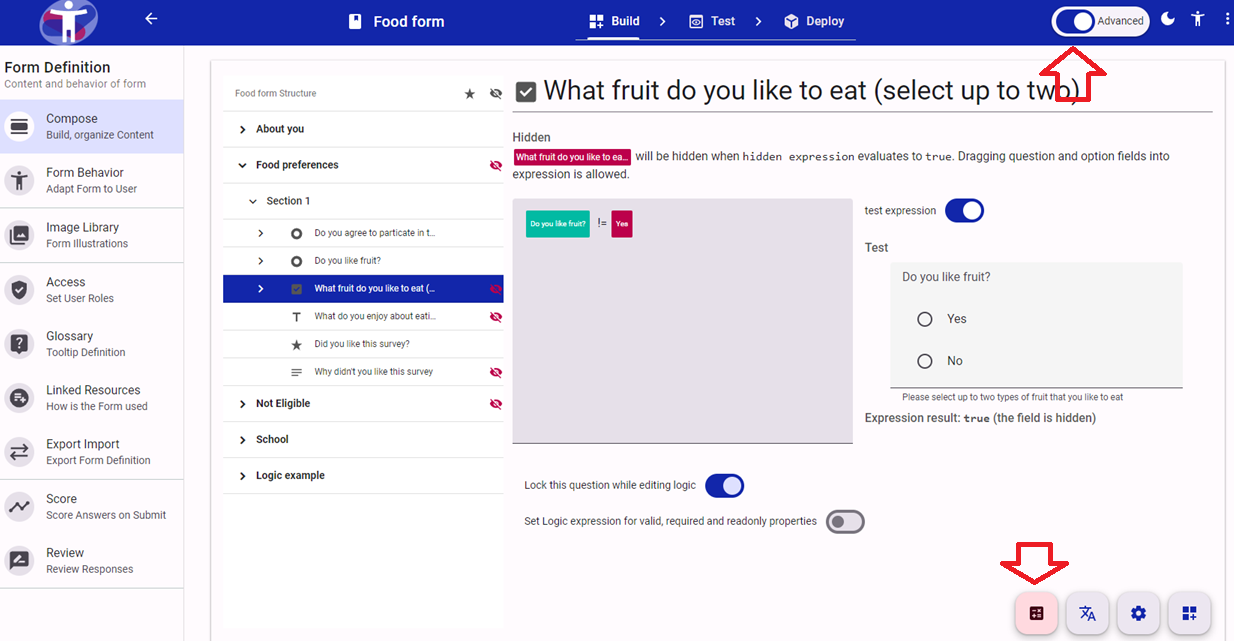 Food form
Build
Test
Deploy
Advanced
Form Definition
Content and behavior of form
Compose
Build, organize Content
Form Behavior
Adapt Form to User
Image Library
Form Illustrations
Access
Set User Roles
Glossary
Tooltip Definition
Linked Resources
How is the Form used
Export Import
Export Form Definition
Score
Score Answers on Submit
Review
Review Responses
Food form Structure
About you
Food preferences
Section 1
Do you agree to particate in t...
Do you like fruit?
What fruit do you like to eat (...
What do you enjoy about eati...
Did you like this survey?
Why didn't you like this survey
Not Eligible
School
Logic example
What fruit do you like to eat (select up to two)
Hidden
What fruit do you like to ea... will be hidden when hidden expression evaluates to true. Dragging question and option fields into
expression is allowed.
Do you like fruit? != Yes
test expression
Test
Do you like fruit?
Yes
No
Please select up to two types of fruit that you like to eat
Expression result: true (the field is hidden)
Lock this question while editing logic
Set Logic expression for valid, required and readonly properties